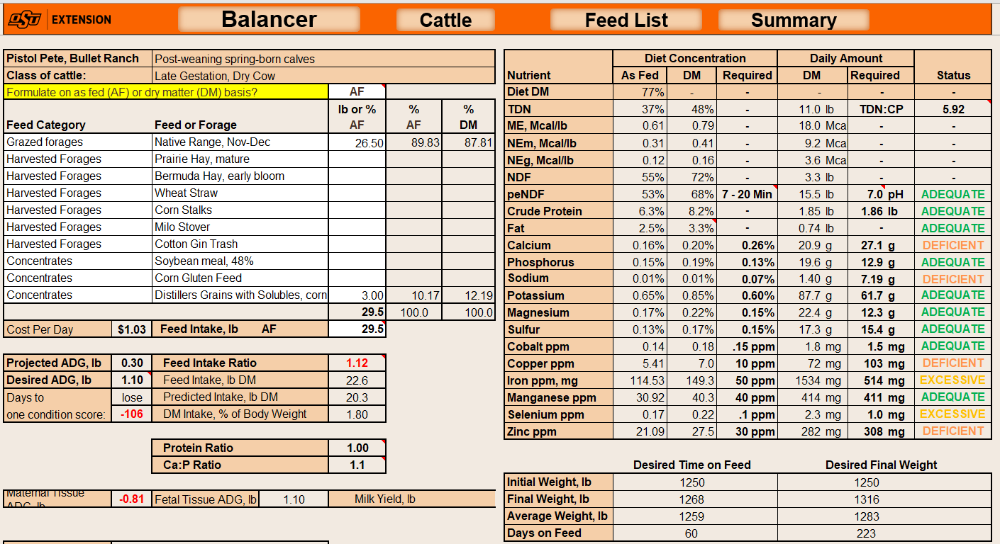 OSU EXTENSION Balancer Cattle Feed List Summary
Pistol Pete, Bullet Ranch Post-weaning spring-born calves
Class of cattle: Late Gestation, Dry Cow
Formulate on as fed (AF) or dry matter (DM) basis? AF
lb or % % %
Feed Category Feed or Forage AF AF DM
Grazed forages Native Range, Nov-Dec 26.50 89.83 87.81
Harvested Forages Prairie Hay, mature
Harvested Forages Bermuda Hay, early bloom
Harvested Forages Wheat Straw
Harvested Forages Corn Stalks
Harvested Forages Milo Stover
Harvested Forages Cotton Gin Trash
Concentrates Soybean meal, 48%
Concentrates Corn Gluten Feed
Concentrates Distillers Grains with Solubles, corn 3.00 10.17 12.19
29.5 100.0 100.0
Cost Per Day $1.03 Feed Intake, lb AF 29.5
Projected ADG, lb 0.30 Feed Intake Ratio 1.12
Desired ADG, lb 1.10 Feed Intake, lb DM 22.6
Days to lose Predicted Intake, lb DM 20.3
one condition score: -106 DM Intake, % of Body Weight 1.80
Protein Ratio 1.00
Ca:P Ratio 1.1
Maternal Tissue
ADG, lb -0.81 Fetal Tissue ADG, lb 1.10 Milk Yield, lb
Diet Concentration Daily Amount
Nutrient As Fed DM Required DM Required Status
Diet DM 77% - - - - -
TDN 37% 48% - 11.0 lb TDN:CP 5.92
ME, Mcal/lb 0.61 0.79 - 18.0 Mca - -
NEm, Mcal/lb 0.31 0.41 - 9.2 Mca - -
NEg, Mcal/lb 0.12 0.16 - 3.6 Mca - -
NDF 55% 72% - 3.3 lb - -
peNDF 53% 68% 7 - 20 Min 15.5 lb 7.0 pH ADEQUATE
Crude Protein 6.3% 8.2% - 1.85 lb 1.86 lb ADEQUATE
Fat 2.5% 3.3% - 0.74 lb - ADEQUATE
Calcium 0.16% 0.20% 0.26% 20.9 g 27.1 g DEFICIENT
Phosphorus 0.15% 0.19% 0.13% 19.6 g 12.9 g ADEQUATE
Sodium 0.01% 0.01% 0.07% 1.40 g 7.19 g DEFICIENT
Potassium 0.65% 0.85% 0.60% 87.7 g 61.7 g ADEQUATE
Magnesium 0.17% 0.22% 0.15% 22.4 g 12.3 g ADEQUATE
Sulfur 0.13% 0.17% 0.15% 17.3 g 15.4 g ADEQUATE
Cobalt ppm 0.14 0.18 .15 ppm 1.8 mg 1.5 mg ADEQUATE
Copper ppm 5.41 7.0 10 ppm 72 mg 103 mg DEFICIENT
Iron ppm, mg 114.53 149.3 50 ppm 1534 mg 514 mg EXCESSIVE
Manganese ppm 30.92 40.3 40 ppm 414 mg 411 mg ADEQUATE
Selenium ppm 0.17 0.22 .1 ppm 2.3 mg 1.0 mg EXCESSIVE
Zinc ppm 21.09 27.5 30 ppm 282 mg 308 mg DEFICIENT
Desired Time on Feed Desired Final Weight
Initial Weight, lb 1250 1250
Final Weight, lb 1268 1316
Average Weight, lb 1259 1283
Days on Feed 60 223